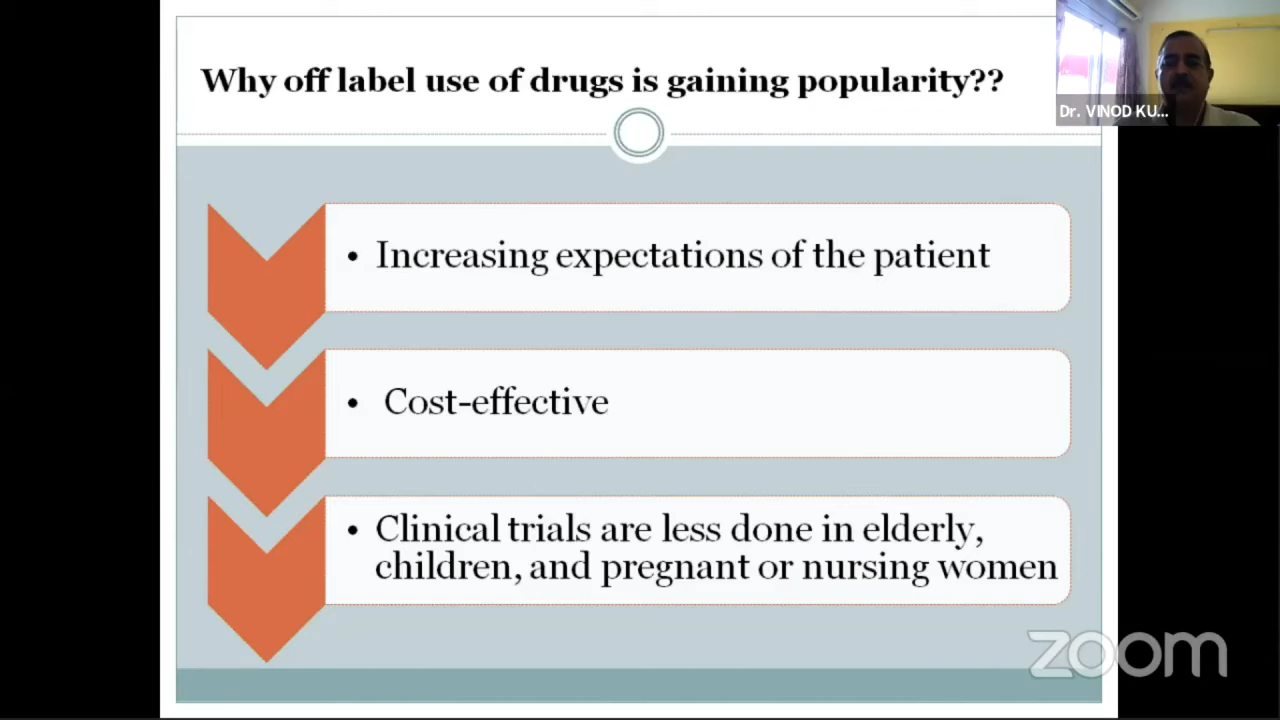 Why off label use of drugs is gaining popularity??
Dr. VINOD KU...
• Increasing expectations of the patient
• Cost-effective
• Clinical trials are less done in elderly,
children, and pregnant or nursing women
zoom